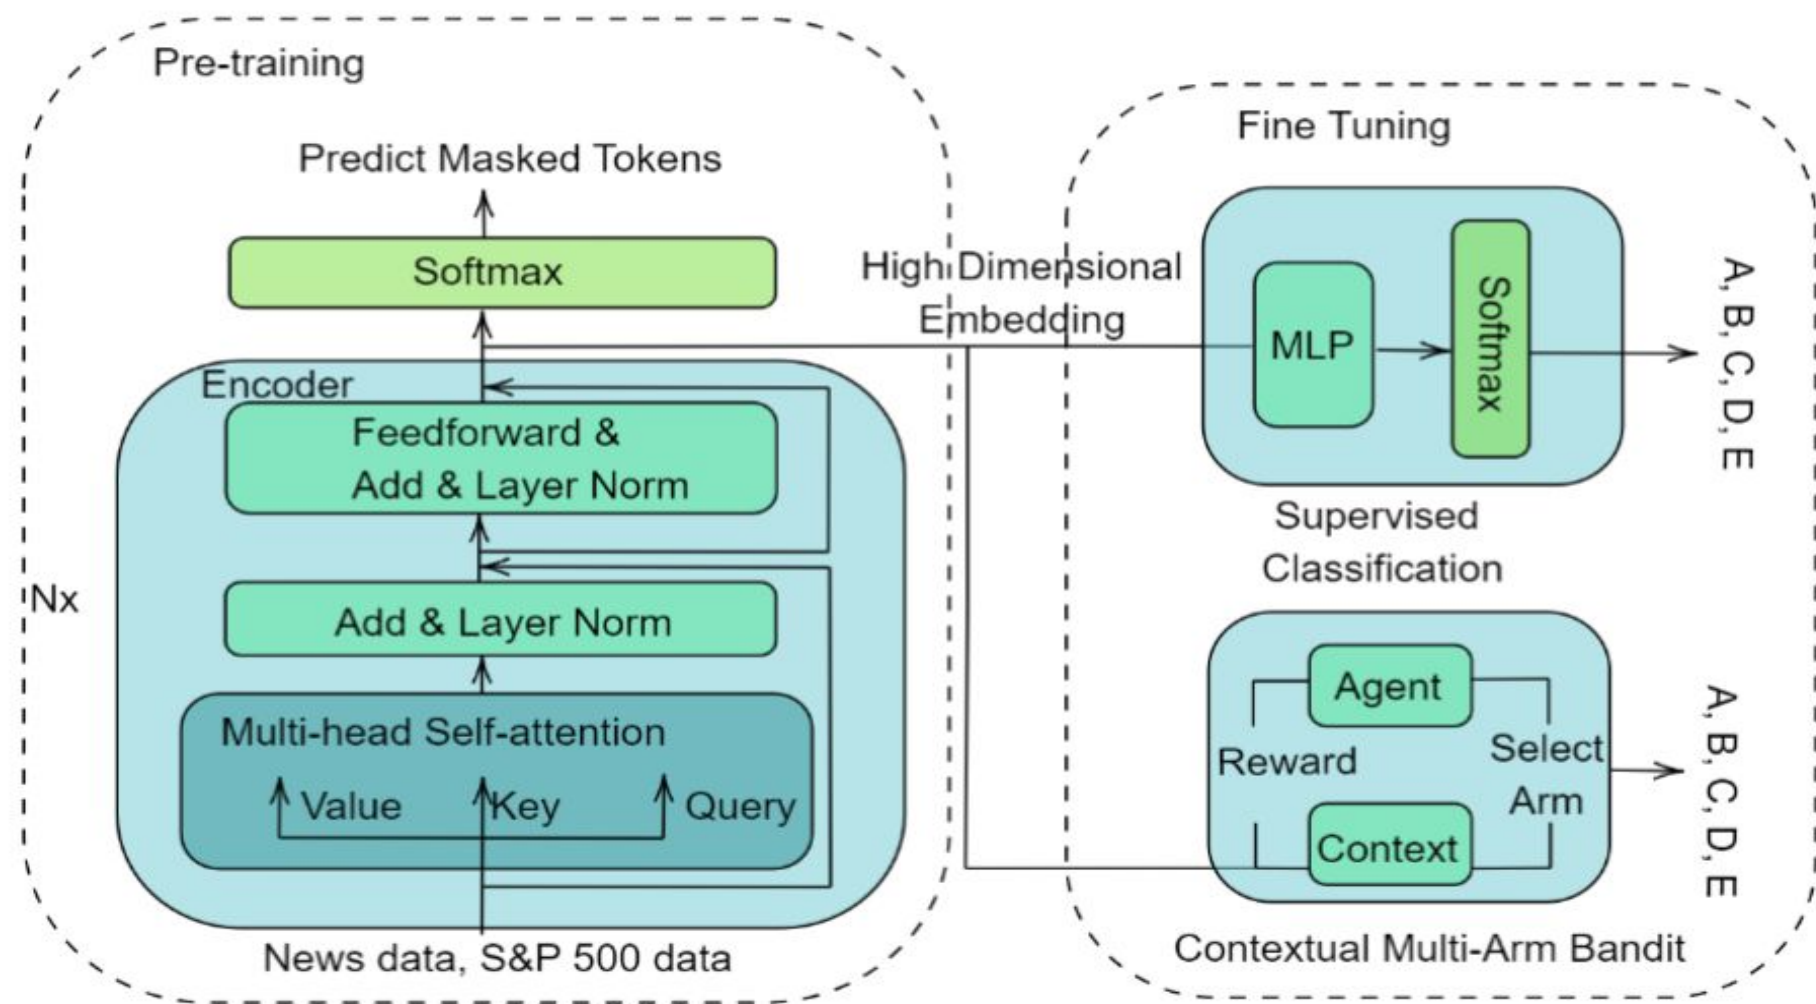 Pre-training
Predict Masked Tokens
Softmax
Encoder
Feedforward &
Add & Layer Norm
Nx
Add & Layer Norm
Multi-head Self-attention
Value
Key
Query
News data, S&P 500 data
High Dimensional
Embedding
Fine Tuning
MLP
Softmax
A, B, C, D, E
Supervised
Classification
Agent
Reward
Select
Arm
Context
A, B, C, D, E
Contextual Multi-Arm Bandit